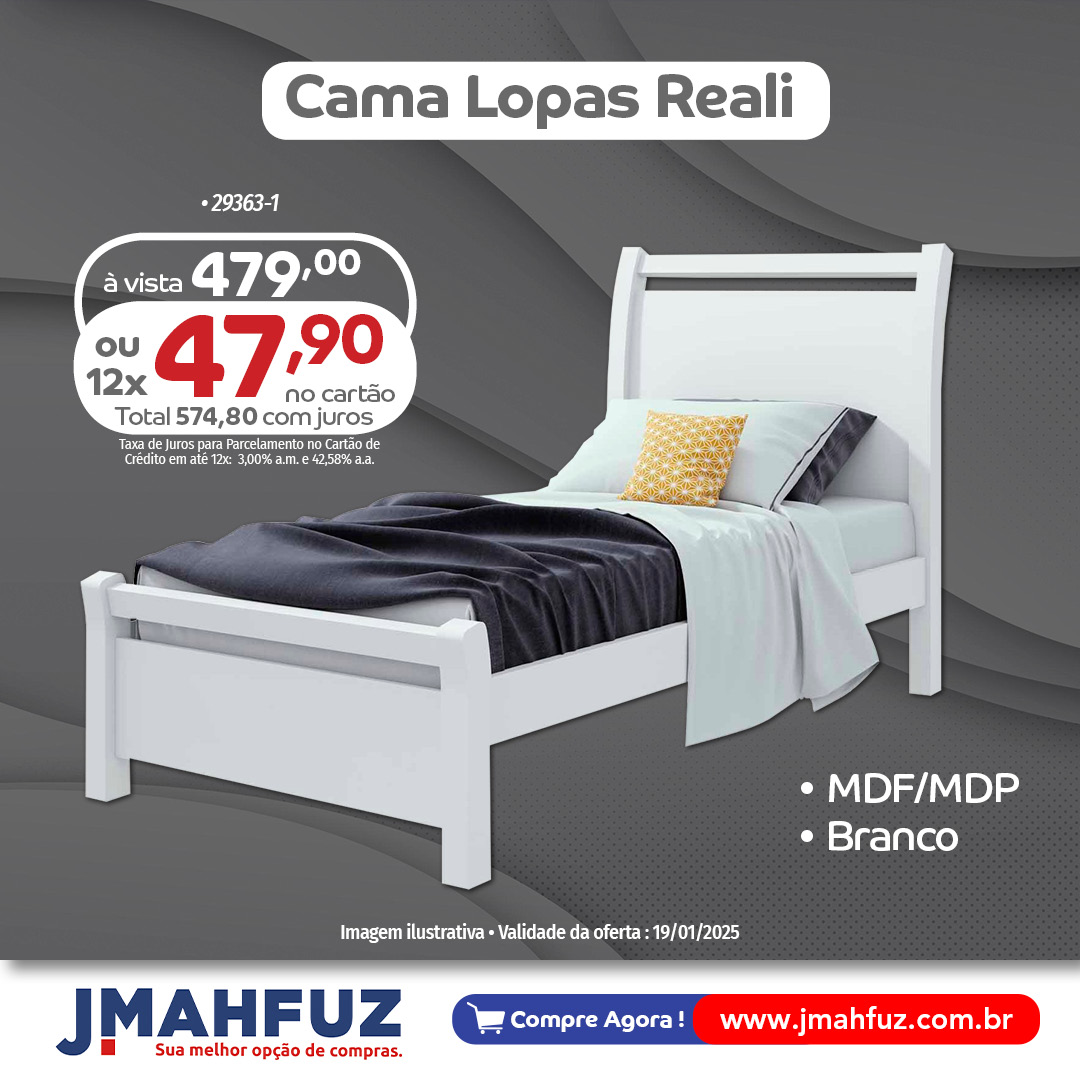 Cama Lopas Reali
• 29363-1
à vista 479,00
ou 12x 47,90 no cartão
Total 574,80 com juros
Taxa de Juros para Parcelamento no Cartão de
Crédito em até 12x: 3,00% a.m. e 42,58% a.a.
• MDF/MDP
• Branco
Imagem ilustrativa • Validade da oferta : 19/01/2025
JMAHFUZ
Sua melhor opção de compras.
Compre Agora !
www.jmahfuz.com.br